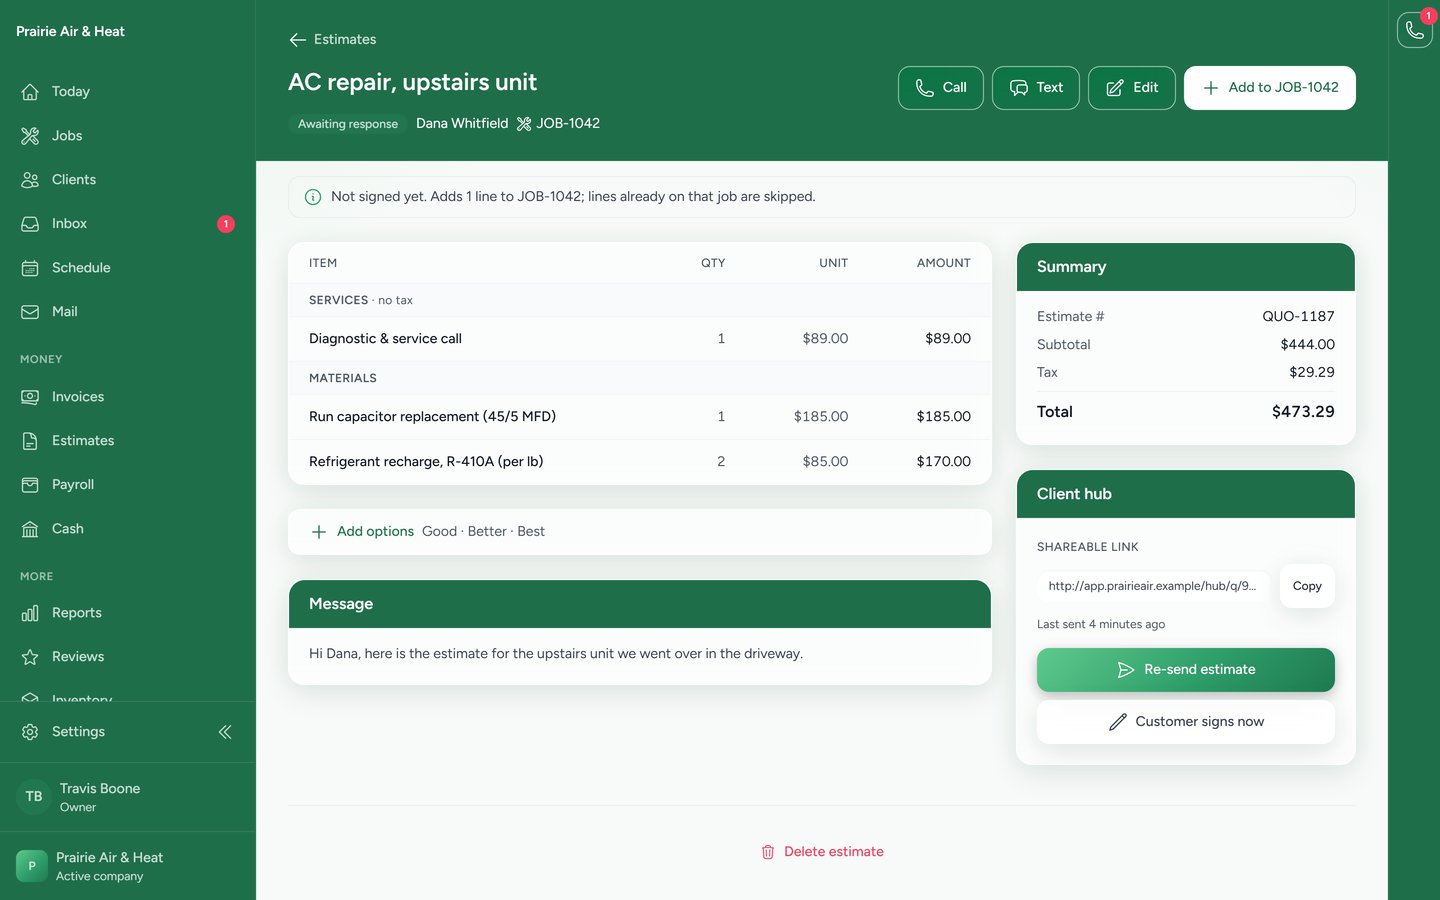 Prairie Air & Heat
Today
Jobs
Clients
Inbox 1
Schedule
Mail
MONEY
Invoices
Estimates
Payroll
Cash
MORE
Reports
Reviews
Inventory
Settings
TB
Travis Boone
Owner
P
Prairie Air & Heat
Active company
Estimates
AC repair, upstairs unit
Awaiting response Dana Whitfield JOB-1042
Call
Text
Edit
Add to JOB-1042
1
Not signed yet. Adds 1 line to JOB-1042; lines already on that job are skipped.
ITEM QTY UNIT AMOUNT
SERVICES · no tax
Diagnostic & service call 1 $89.00 $89.00
MATERIALS
Run capacitor replacement (45/5 MFD) 1 $185.00 $185.00
Refrigerant recharge, R-410A (per lb) 2 $85.00 $170.00
Add options Good · Better · Best
Message
Hi Dana, here is the estimate for the upstairs unit we went over in the driveway.
Summary
Estimate # QUO-1187
Subtotal $444.00
Tax $29.29
Total $473.29
Client hub
SHAREABLE LINK
http://app.prairieair.example/hub/q/9...
Copy
Last sent 4 minutes ago
Re-send estimate
Customer signs now
Delete estimate